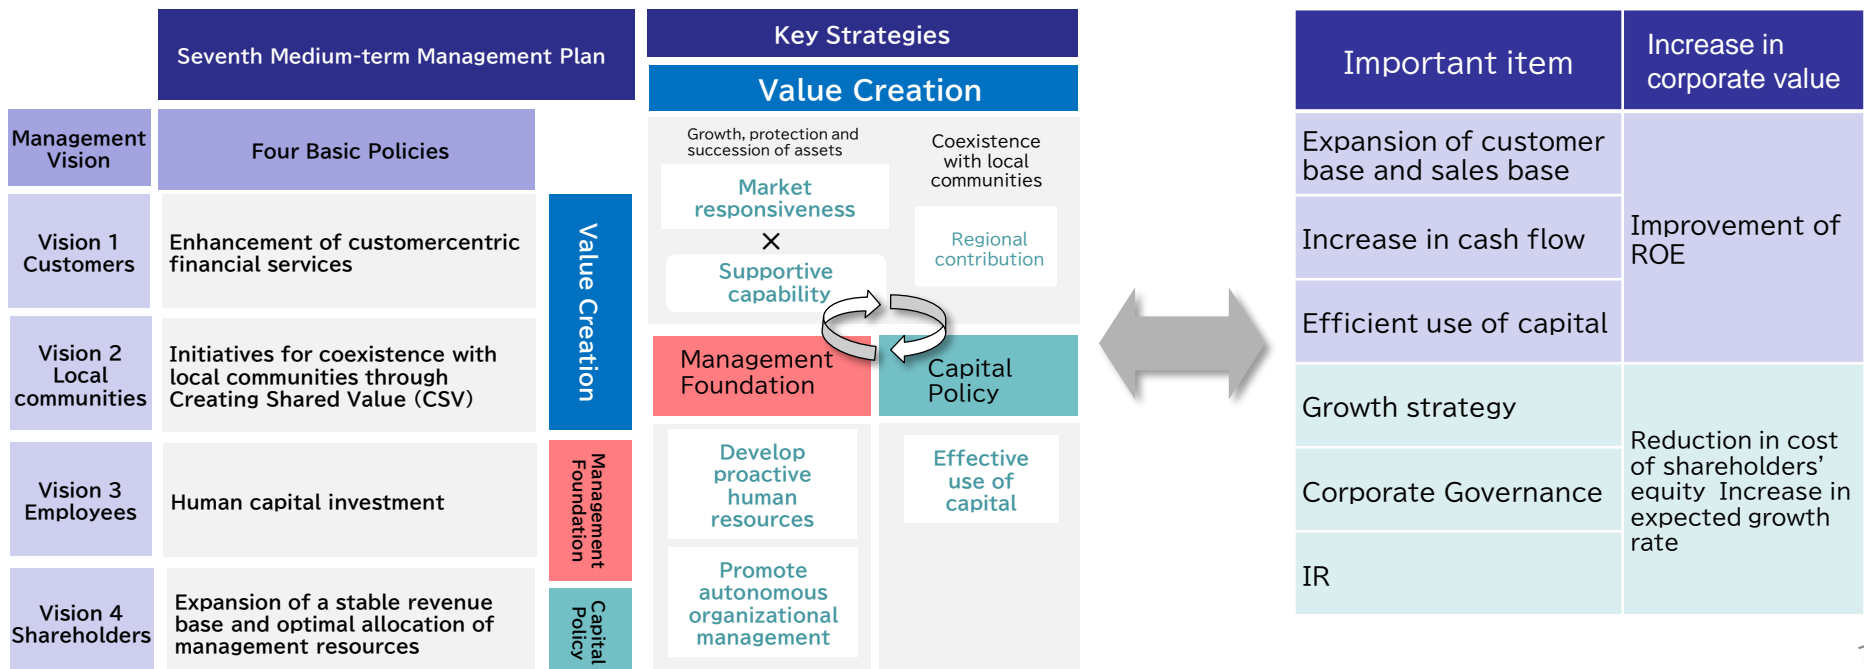 Seventh Medium-term Management Plan
Management
Vision
Four Basic Policies
Vision 1
Customers
Enhancement of customercentric
financial services
Vision 2
Local
communities
Initiatives for coexistence with
local communities through
Creating Shared Value (CSV)
Vision 3
Employees
Human capital investment
Vision 4
Shareholders
Expansion of a stable revenue
base and optimal allocation of
management resources
Value Creation
Management
Foundation
Capital
Policy
Key Strategies
Value Creation
Growth, protection and
succession of assets
Market
responsiveness
×
Supportive
capability
Coexistence
with local
communities
Regional
contribution
Management
Foundation
Capital
Policy
Develop
proactive
human
resources
Promote
autonomous
organizational
management
Effective
use of
capital
Important item
Increase in
corporate value
Expansion of customer
base and sales base
Increase in cash flow
Efficient use of capital
Improvement of
ROE
Growth strategy
Corporate Governance
IR
Reduction in cost
of shareholders’
equity Increase in
expected growth
rate